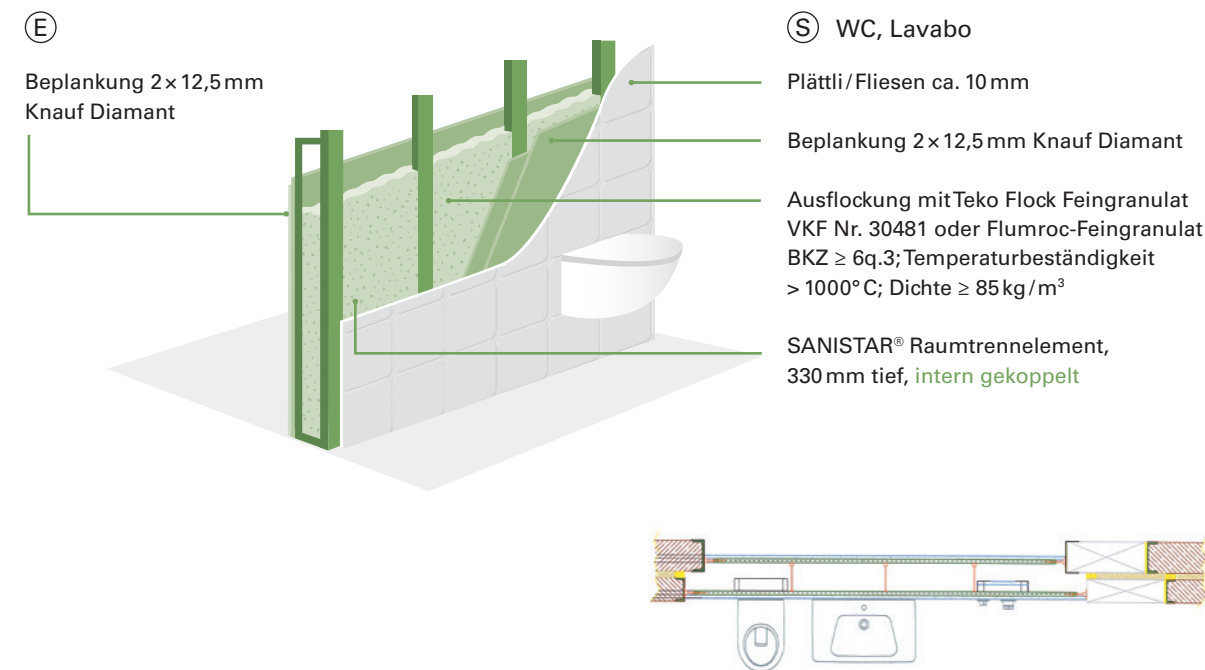 Ⓔ
Beplankung 2 × 12,5 mm
Knauf Diamant
Ⓢ WC, Lavabo
Plättli / Fliesen ca. 10 mm
Beplankung 2 × 12,5 mm Knauf Diamant
Ausflockung mit Teko Flock Feingranulat
VKF Nr. 30481 oder Flumroc-Feingranulat
BKZ ≥ 6q.3; Temperaturbeständigkeit
> 1000° C; Dichte ≥ 85 kg / m³
SANISTAR® Raumtrennelement,
330 mm tief, intern gekoppelt